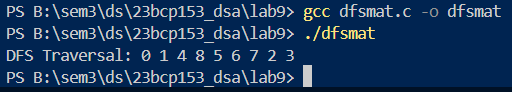 PS B:\sem3\ds\23bcp153_dsa\lab9> gcc dfsmat.c -o dfsmat
PS B:\sem3\ds\23bcp153_dsa\lab9> ./dfsmat
DFS Traversal: 0 1 4 8 5 6 7 2 3
PS B:\sem3\ds\23bcp153_dsa\lab9>